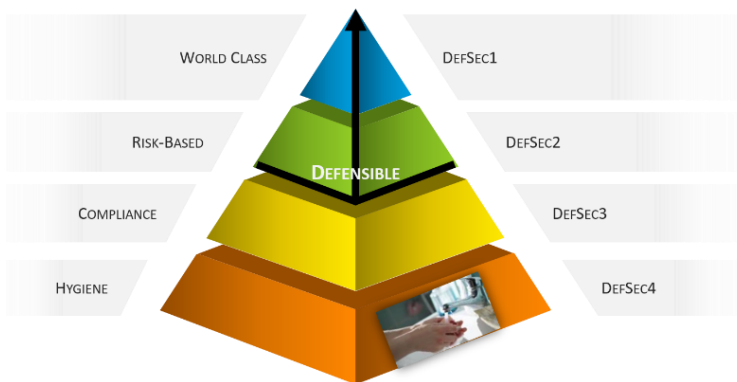 World Class
DefSec1
Risk-Based
DefSec2
Defensible
Compliance
DefSec3
Hygiene
DefSec4